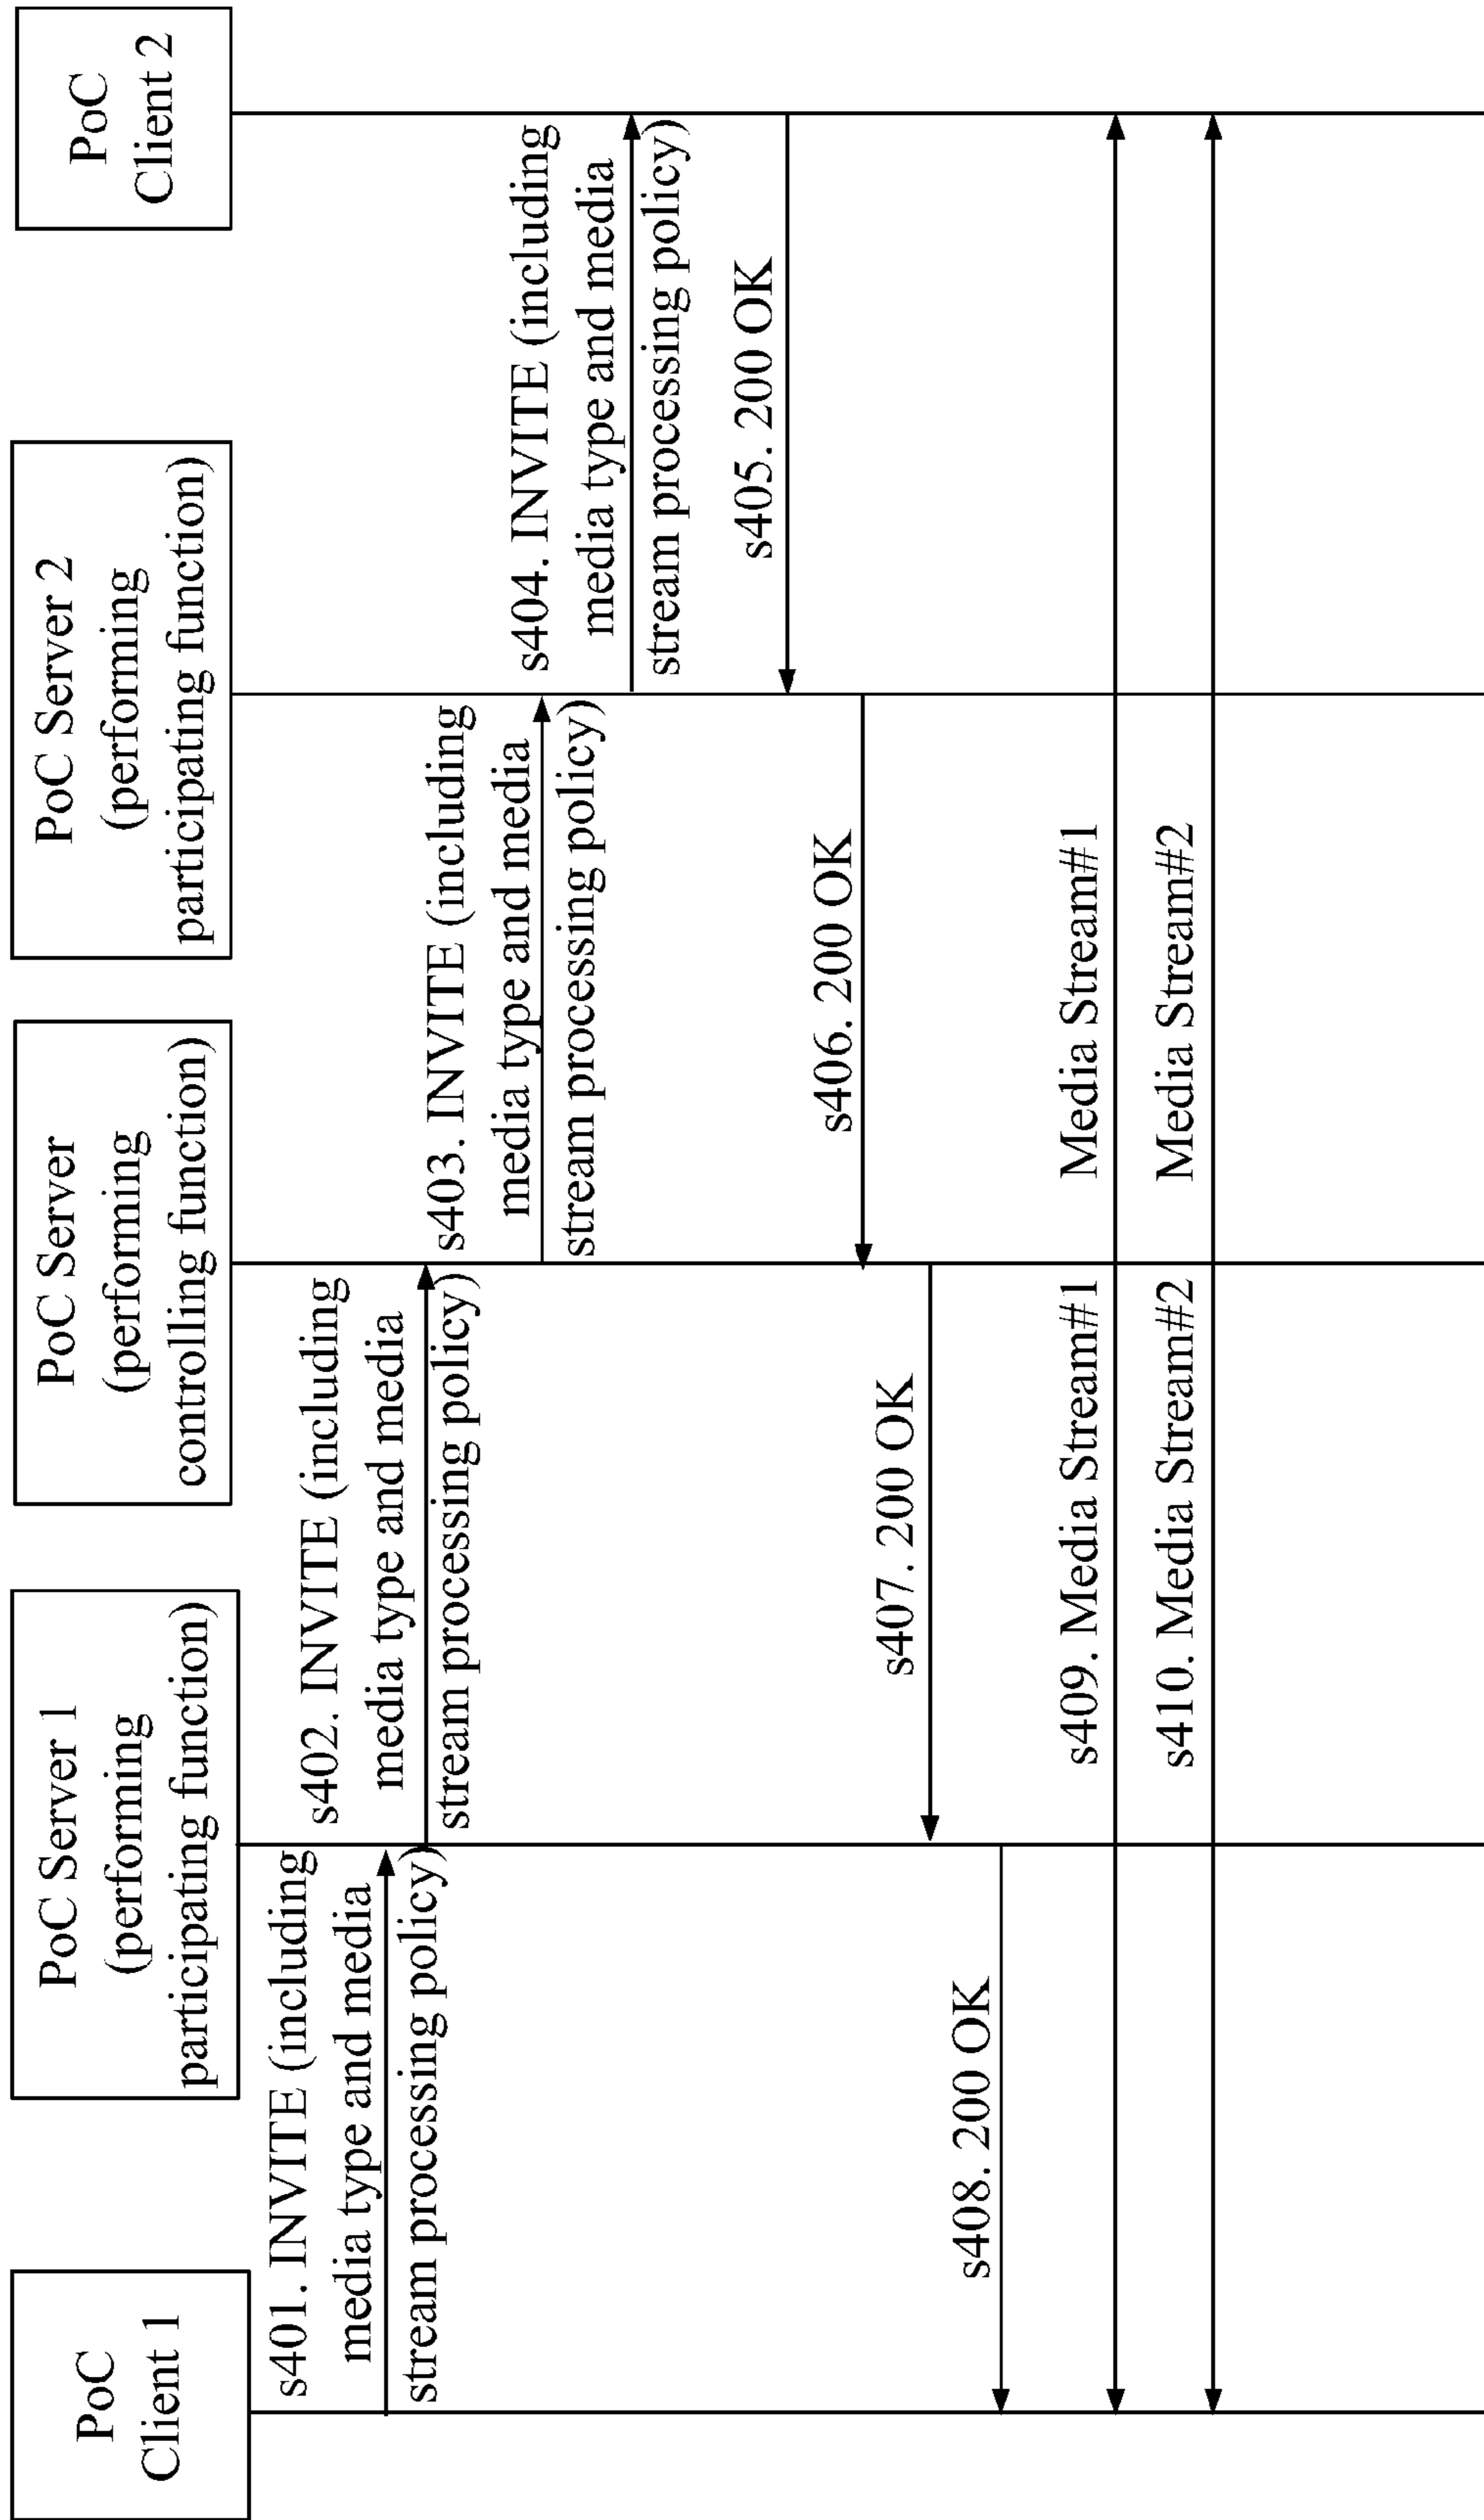 PoC
Client 1
PoC Server 1
(performing
participating function)
PoC Server
(performing
controlling function)
PoC Server 2
(performing
participating function)
PoC
Client 2
s401. INVITE (including
media type and media
stream processing policy)
s402. INVITE (including
media type and media
stream processing policy)
s403. INVITE (including
media type and media
stream processing policy)
s404. INVITE (including
media type and media
stream processing policy)
s405. 200 OK
s406. 200 OK
s407. 200 OK
s408. 200 OK
s409. Media Stream#1
Media Stream#1
s410. Media Stream#2
Media Stream#2